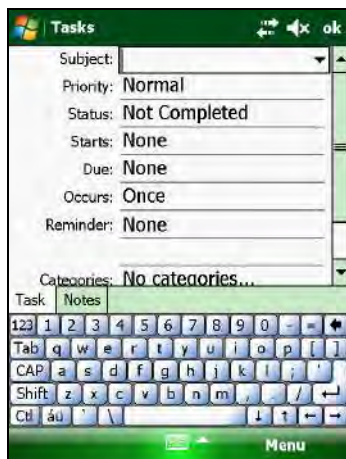 Tasks ok
Subject:
Priority: Normal
Status: Not Completed
Starts: None
Due: None
Occurs: Once
Reminder: None
Categories: No categories...
Task Notes
123 1 2 3 4 5 6 7 8 9 0 - =
Tab q w e r t y u i o p [ ]
CAP a s d f g h j k l ; '
Shift z x c v b n m , . /
Ctl áü ` \
Menu